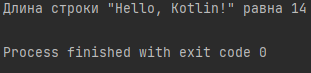 Длина строки "Hello, Kotlin!" равна 14
Process finished with exit code 0